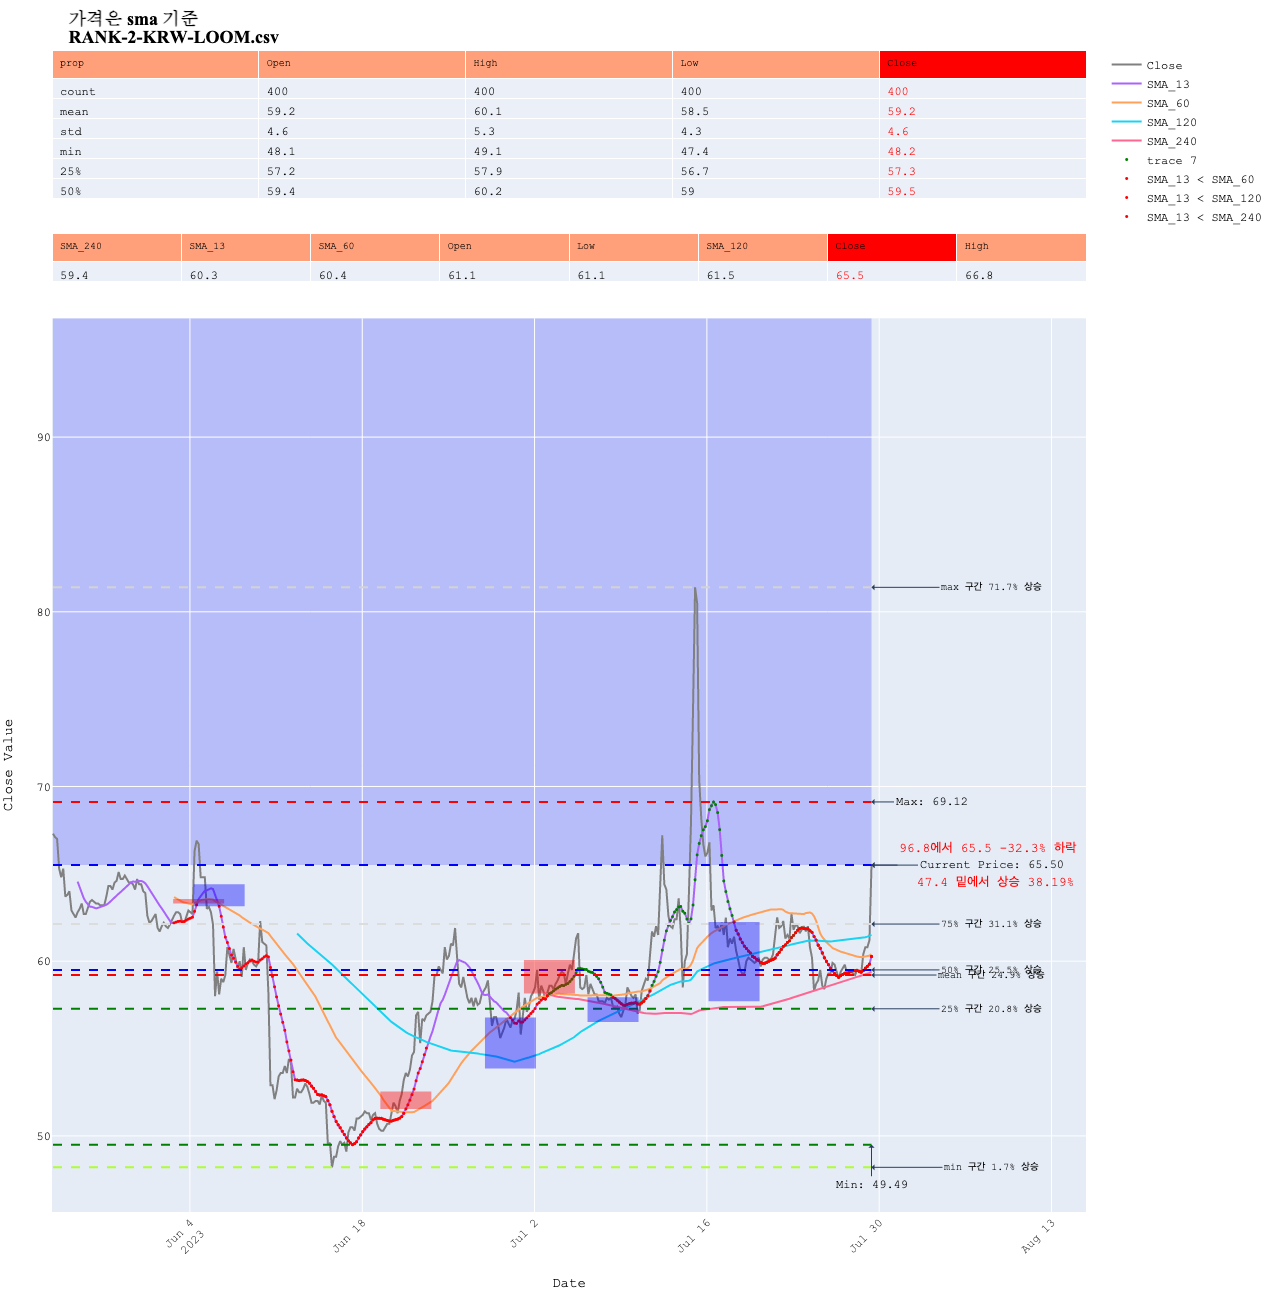 가격은 sma 기준
RANK-2-KRW-LOOM.csv
prop Open High Low Close
count 400 400 400 400
mean 59.2 60.1 58.5 59.2
std 4.6 5.3 4.3 4.6
min 48.1 49.1 47.4 48.2
25% 57.2 57.9 56.7 57.3
50% 59.4 60.2 59 59.5
Close
SMA_13
SMA_60
SMA_120
SMA_240
trace 7
SMA_13 < SMA_60
SMA_13 < SMA_120
SMA_13 < SMA_240
SMA_240 SMA_13 SMA_60 Open Low SMA_120 Close High
59.4 60.3 60.4 61.1 61.1 61.5 65.5 66.8
Close Value
90
80
70
60
50
max 구간 71.7% 상승
Max: 69.12
96.8에서 65.5 -32.3% 하락
Current Price: 65.50
47.4 밑에서 상승 38.19%
75% 구간 31.1% 상승
50% 구간 25.5% 상승
mean 구간 24.9% 상승
25% 구간 20.8% 상승
min 구간 1.7% 상승
Min: 49.49
Jun 4
2023
Jun 18
Jul 2
Jul 16
Jul 30
Aug 13
Date